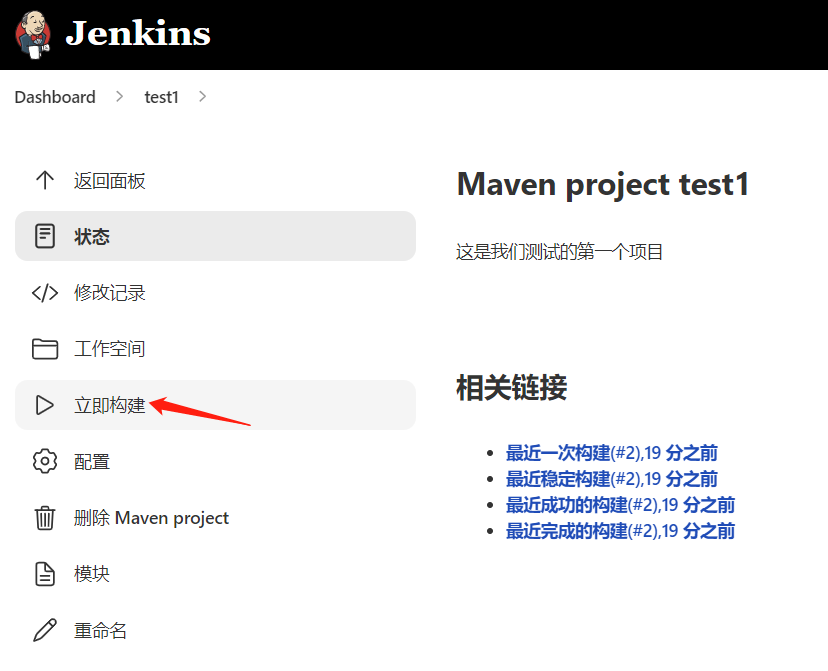 Jenkins
Dashboard > test1 >
返回面板
状态
修改记录
工作空间
立即构建
配置
删除 Maven project
模块
重命名
Maven project test1
这是我们测试的第一个项目
相关链接
最近一次构建(#2),19 分之前
最近稳定构建(#2),19 分之前
最近成功的构建(#2),19 分之前
最近完成的构建(#2),19 分之前